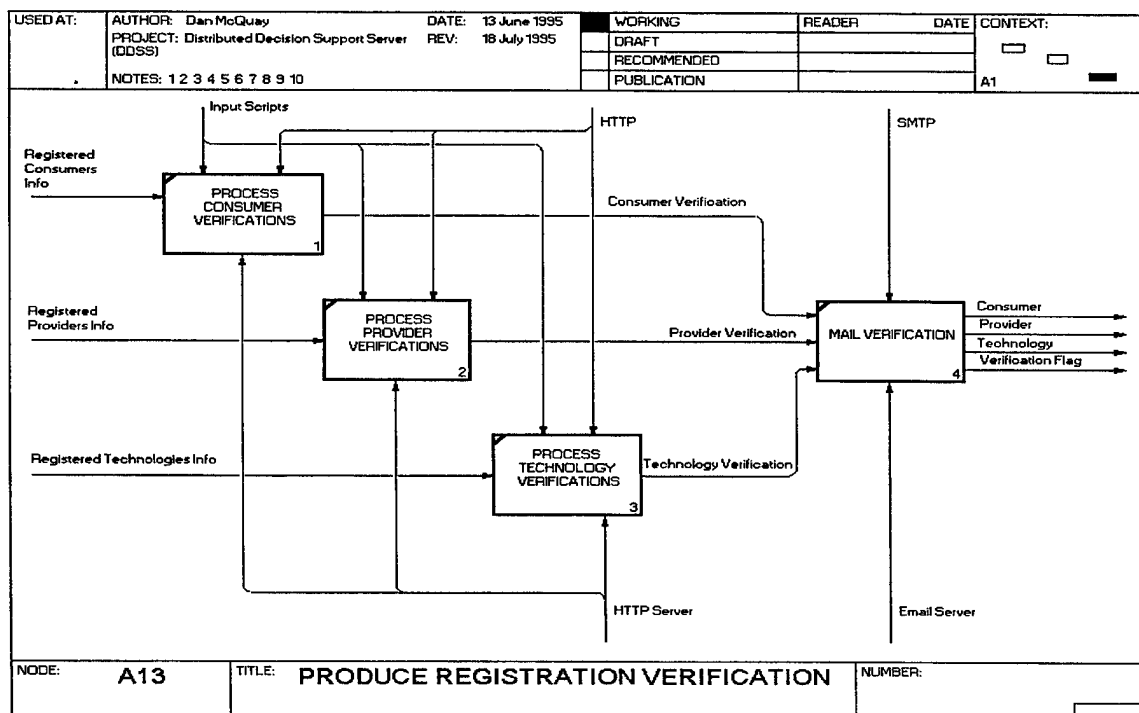 USED AT:
AUTHOR: Dan McQuay
DATE: 13 June 1995
PROJECT: Distributed Decision Support Server
(DDSS)
REV: 18 July 1995
NOTES: 1 2 3 4 5 6 7 8 9 10
WORKING
DRAFT
RECOMMENDED
PUBLICATION
READER
DATE
CONTEXT:
A1
Input Scripts
HTTP
SMTP
Registered
Consumers
Info
PROCESS
CONSUMER
VERIFICATIONS
1
Consumer Verification
Registered
Providers Info
PROCESS
PROVIDER
VERIFICATIONS
2
Provider Verification
MAIL VERIFICATION
4
Consumer
Provider
Technology
Verification Flag
Registered Technologies Info
PROCESS
TECHNOLOGY
VERIFICATIONS
3
Technology Verification
HTTP Server
Email Server
NODE:
A13
TITLE:
PRODUCE REGISTRATION VERIFICATION
NUMBER: